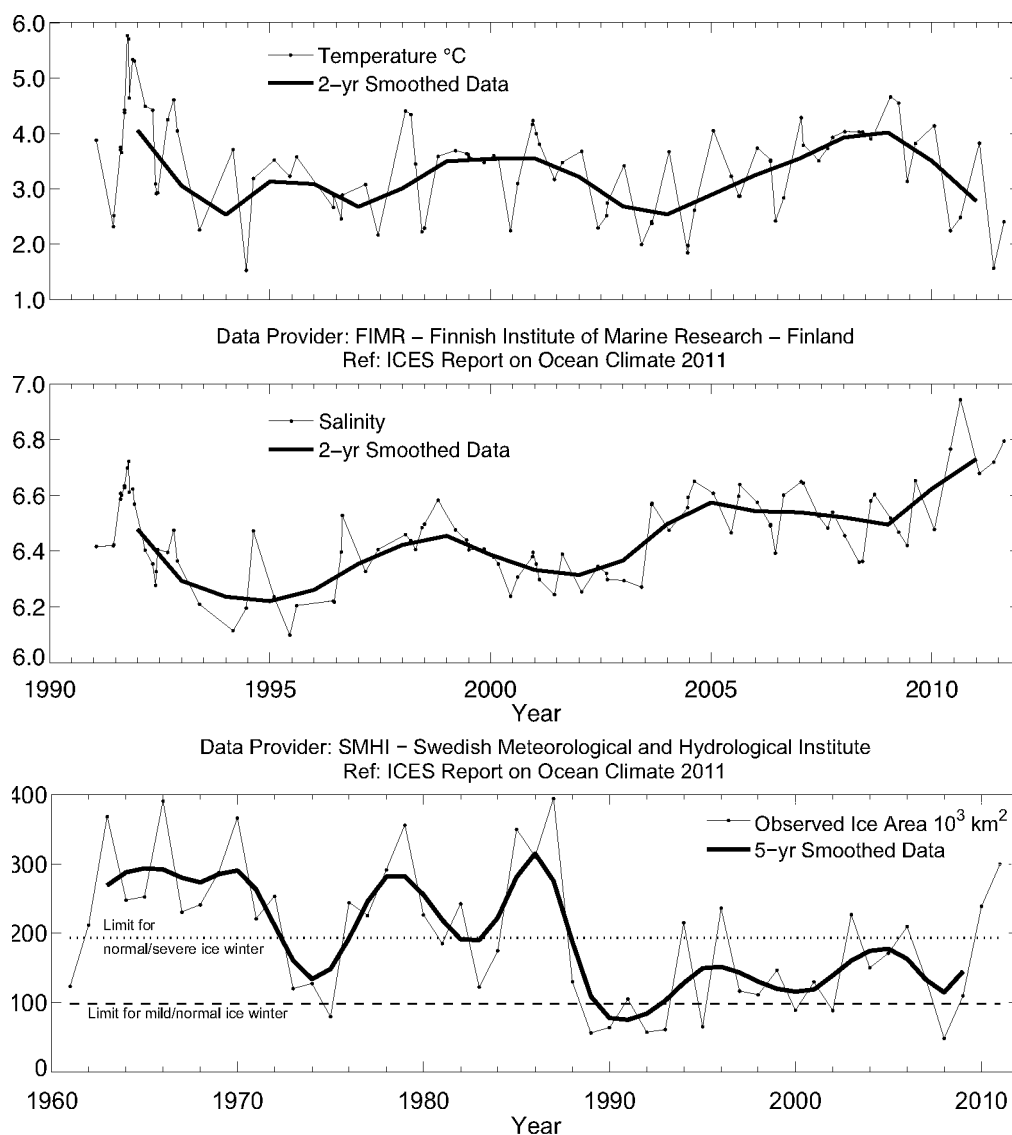 6.0
Temperature °C
2-yr Smoothed Data
5.0
4.0
3.0
2.0
1.0
Data Provider: FIMR – Finnish Institute of Marine Research – Finland
Ref: ICES Report on Ocean Climate 2011
7.0
Salinity
2-yr Smoothed Data
6.8
6.6
6.4
6.2
6.0
1990 1995 2000 2005 2010
Year
Data Provider: SMHI – Swedish Meteorological and Hydrological Institute
Ref: ICES Report on Ocean Climate 2011
400
Observed Ice Area 10³ km²
5-yr Smoothed Data
300
Limit for
normal/severe ice winter
200
100
Limit for mild/normal ice winter
0
1960 1970 1980 1990 2000 2010
Year